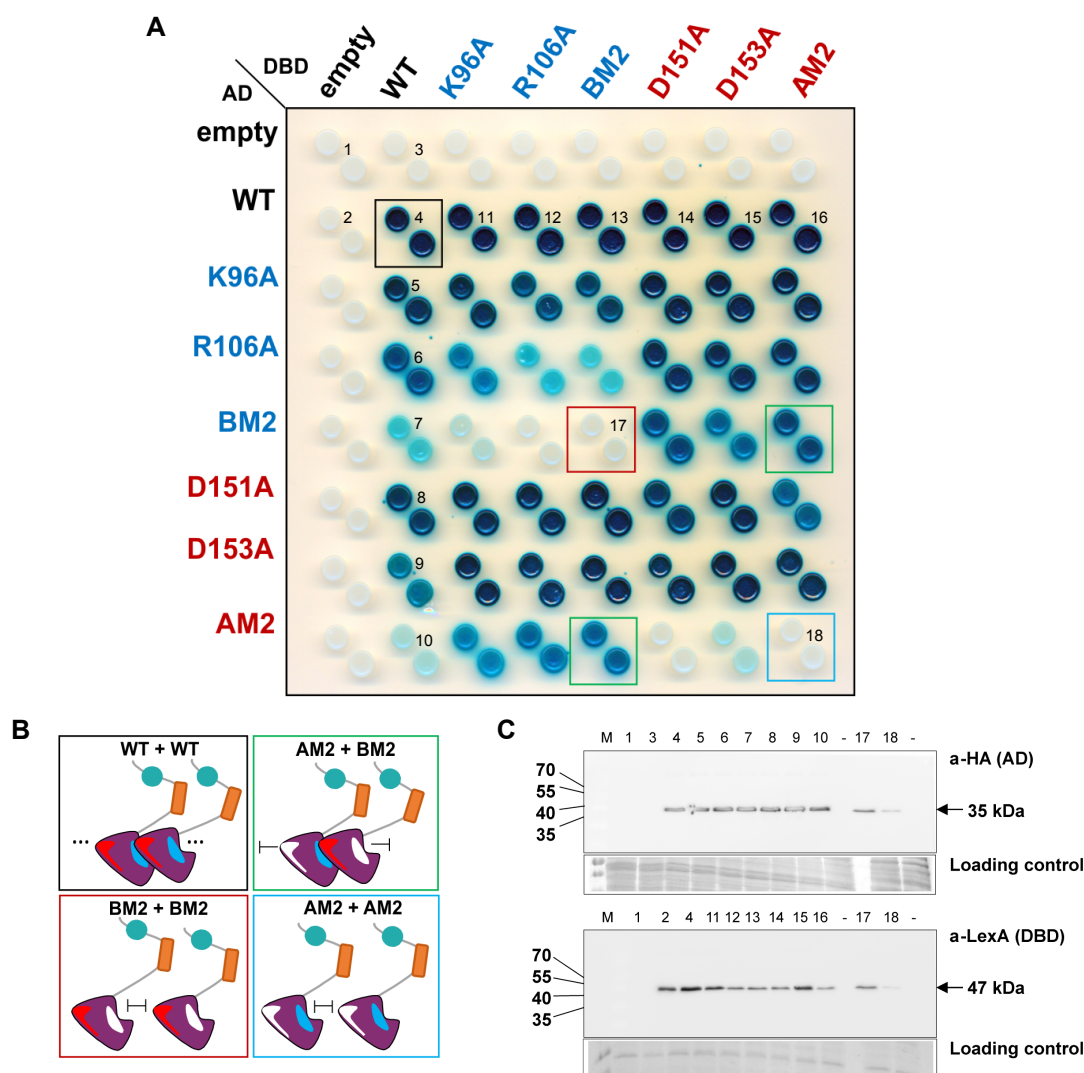 A
DBD
AD
empty
WT
K96A
R106A
BM2
D151A
D153A
AM2
empty
1
3
WT
2
4
11
12
13
14
15
16
K96A
5
R106A
6
BM2
7
17
D151A
8
D153A
9
AM2
10
18
B
WT + WT
AM2 + BM2
...
...
BM2 + BM2
AM2 + AM2
C
M 1 3 4 5 6 7 8 9 10 - 17 18 -
a-HA (AD)
70
55
40
35
35 kDa
Loading control
M 1 2 4 11 12 13 14 15 16 - 17 18 -
a-LexA (DBD)
70
55
40
35
47 kDa
Loading control